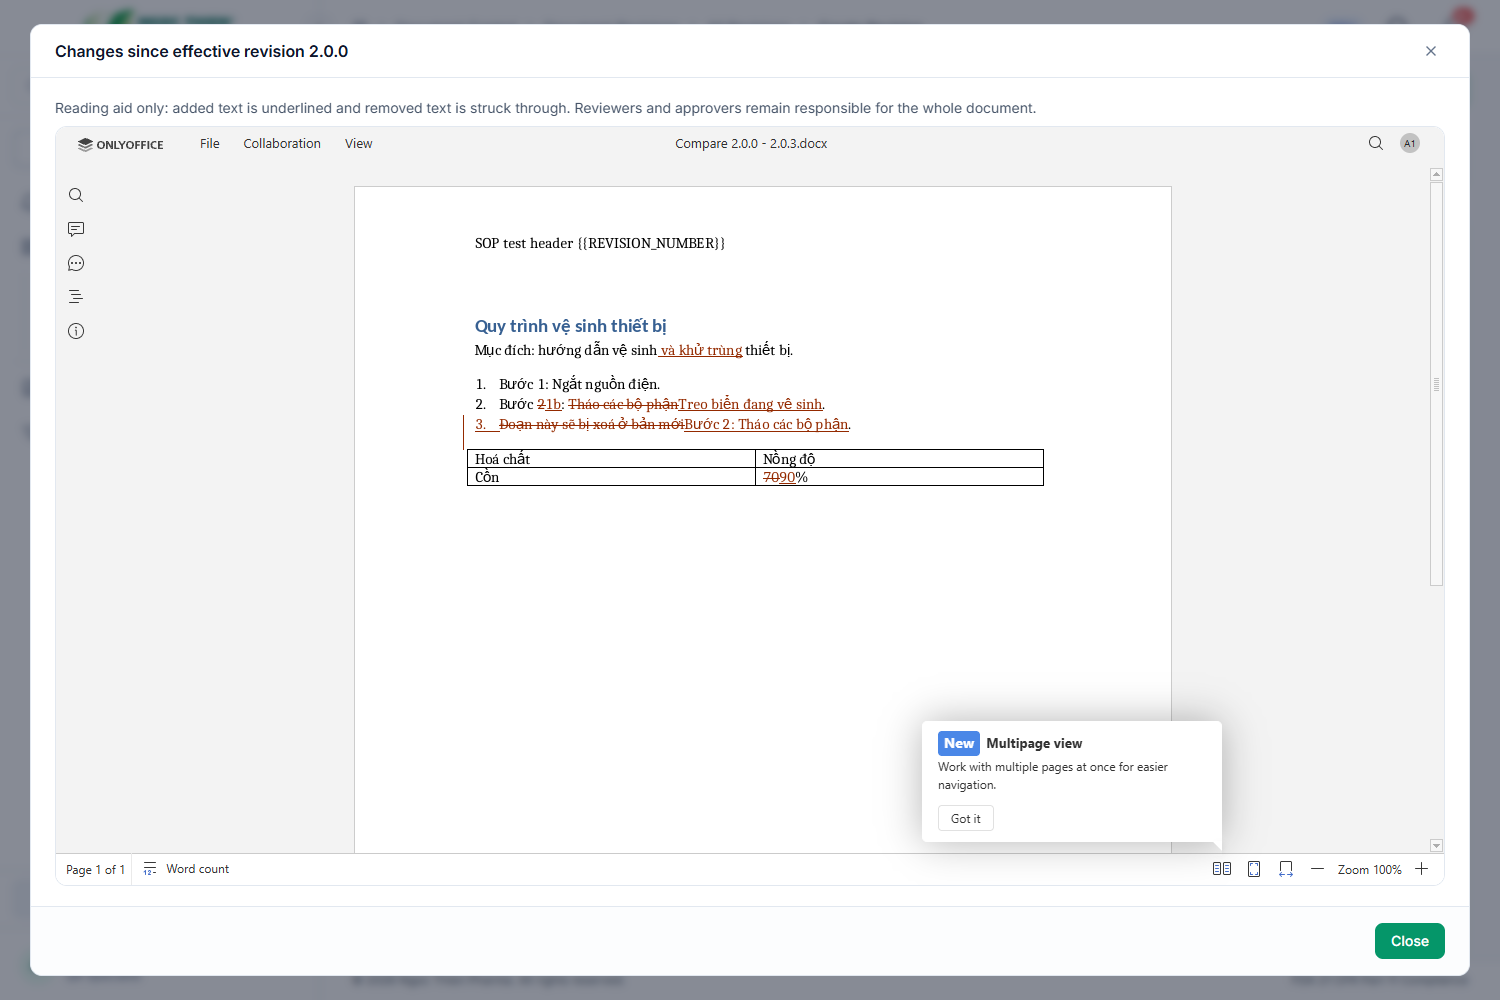 Changes since effective revision 2.0.0
Reading aid only: added text is underlined and removed text is struck through. Reviewers and approvers remain responsible for the whole document.
ONLYOFFICE File Collaboration View Compare 2.0.0 - 2.0.3.docx A1
SOP test header {{REVISION_NUMBER}}
Quy trình vệ sinh thiết bị
Mục đích: hướng dẫn vệ sinh và khử trùng thiết bị.
1. Bước 1: Ngắt nguồn điện.
2. Bước 21b: Tháo các bộ phậnTreo biển đang vệ sinh.
3. Đoạn này sẽ bị xoá ở bản mớiBước 2: Tháo các bộ phận.
Hoá chất Nồng độ
Cồn 7090%
New Multipage view
Work with multiple pages at once for easier
navigation.
Got it
Page 1 of 1 Word count Zoom 100%
Close